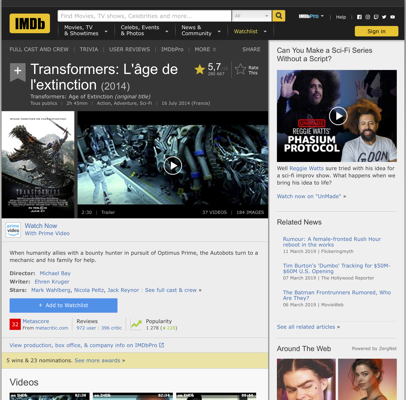 IMDb
Find Movies, TV shows, Celebrities and more...
All
IMDbPro
Help
Movies, TV
& Showtimes
Celebs, Events
& Photos
News &
Community
Watchlist
Sign in
FULL CAST AND CREW | TRIVIA | USER REVIEWS | IMDbPro | MORE
SHARE
Transformers: L'âge de
l'extinction (2014)
Transformers: Age of Extinction (original title)
Tous publics | 2h 45min | Action, Adventure, Sci-Fi | 16 July 2014 (France)
5,7
Rate
This
TRANSFORMERS
2:30 | Trailer
37 VIDEOS | 184 IMAGES
prime video
Watch Now
With Prime Video
When humanity allies with a bounty hunter in pursuit of Optimus Prime, the Autobots turn to a
mechanic and his family for help.
Director: Michael Bay
Writer: Ehren Kruger
Stars: Mark Wahlberg, Nicola Peltz, Jack Reynor | See full cast & crew »
+ Add to Watchlist
32
Metascore
From metacritic.com
Reviews
972 user | 396 critic
Popularity
1 278
View production, box office, & company info on IMDbPro
5 wins & 23 nominations. See more awards »
Videos
Can You Make a Sci-Fi Series
Without a Script?
REGGIE WATTS'
PHASIUM
PROTOCOL
Well Reggie Watts sure tried with his idea for
a sci-fi improv show. What happens when we
bring his idea to life?
Watch now on "UnMade" »
Related News
Rumour: A female-fronted Rush Hour
reboot in the works
11 March 2019 | Flickeringmyth
Tim Burton's 'Dumbo' Tracking for $50M-
$60M U.S. Opening
07 March 2019 | The Hollywood Reporter
The Batman Frontrunners Rumored, Who
Are They?
06 March 2019 | MovieWeb
See all related articles »
Around The Web
Powered by ZergNet